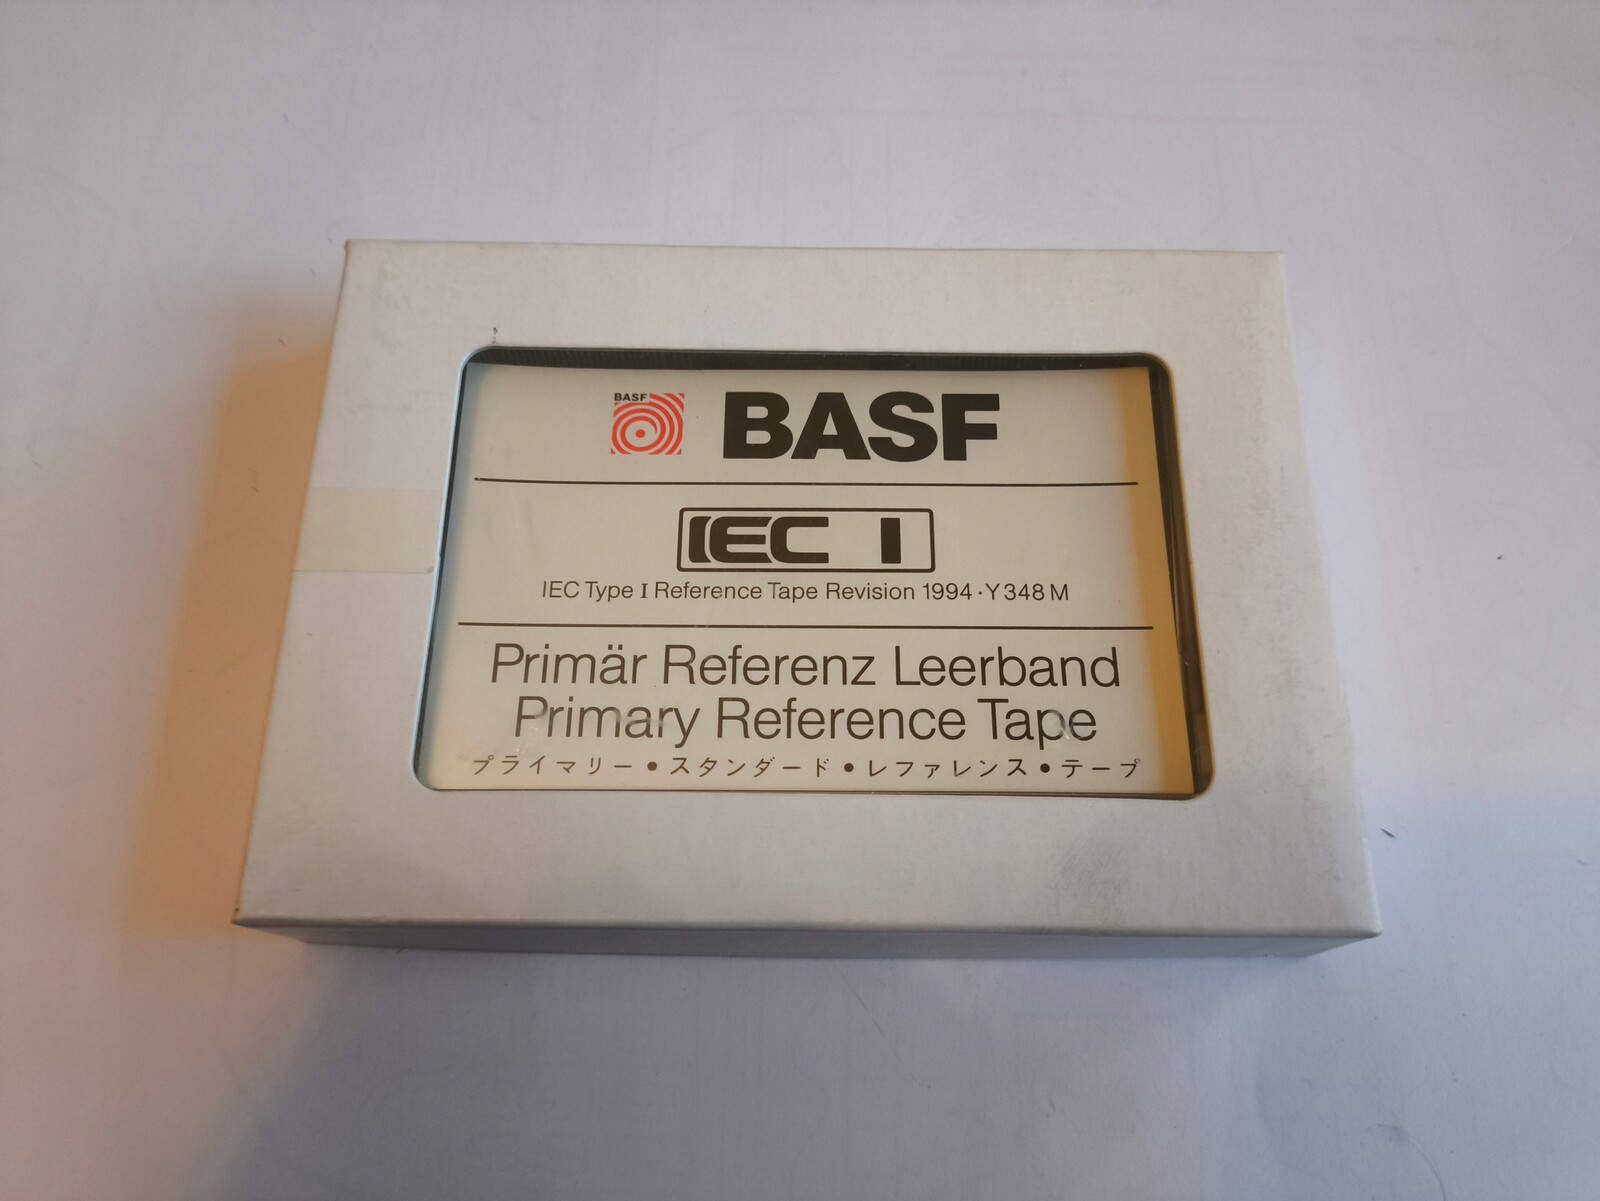 BASF
BASF
IEC I
IEC Type I Reference Tape Revision 1994·Y 348 M
Primär Referenz Leerband
Primary Reference Tape
プライマリー・スタンダード・レファレンス・テープ